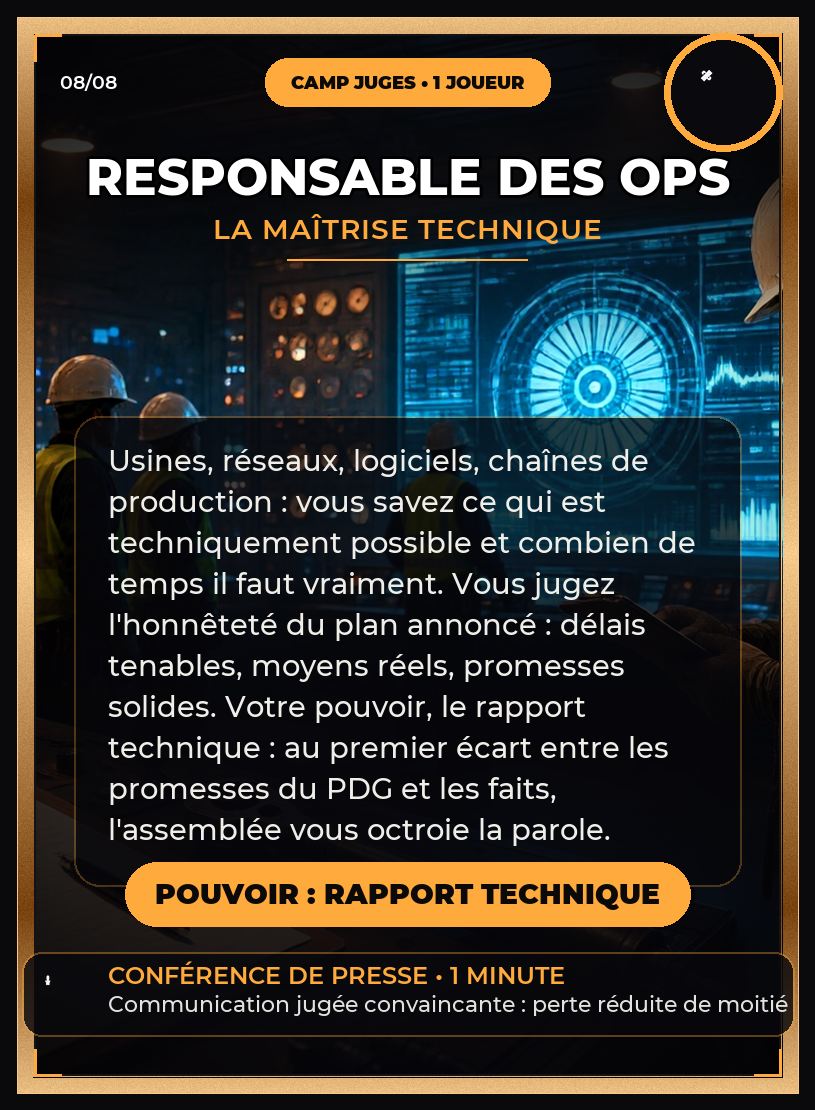 08/08
CAMP JUGES • 1 JOUEUR
RESPONSABLE DES OPS
LA MAÎTRISE TECHNIQUE
Usines, réseaux, logiciels, chaînes de
production : vous savez ce qui est
techniquement possible et combien de
temps il faut vraiment. Vous jugez
l'honnêteté du plan annoncé : délais
tenables, moyens réels, promesses
solides. Votre pouvoir, le rapport
technique : au premier écart entre les
promesses du PDG et les faits,
l'assemblée vous octroie la parole.
POUVOIR : RAPPORT TECHNIQUE
CONFÉRENCE DE PRESSE • 1 MINUTE
Communication jugée convaincante : perte réduite de moitié